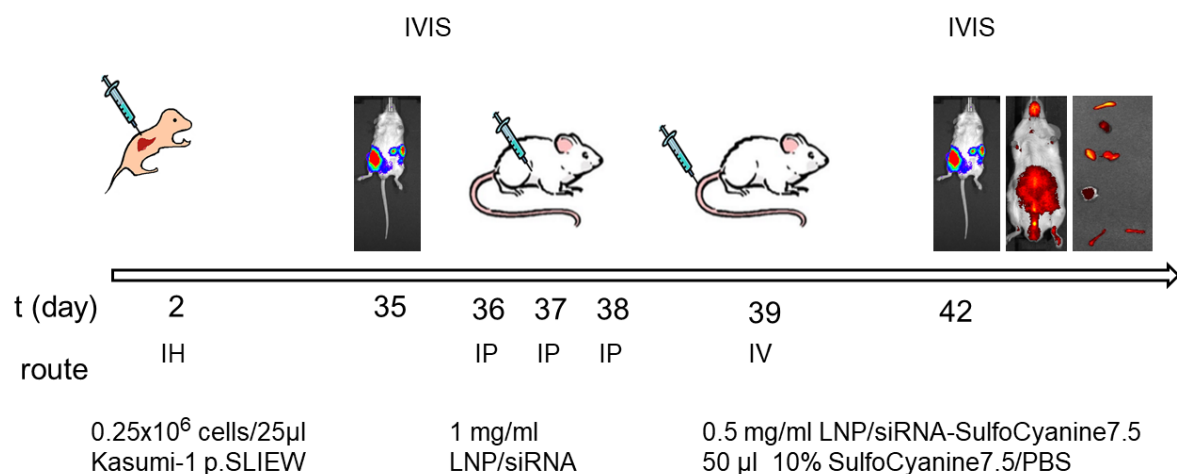 IVIS IVIS
t (day) 2 35 36 37 38 39 42
IH IP IP IP IV
route
0.25x10⁶ cells/25µl 1 mg/ml 0.5 mg/ml LNP/siRNA-SulfoCyanine7.5
Kasumi-1 p.SLIEW LNP/siRNA 50 µl 10% SulfoCyanine7.5/PBS